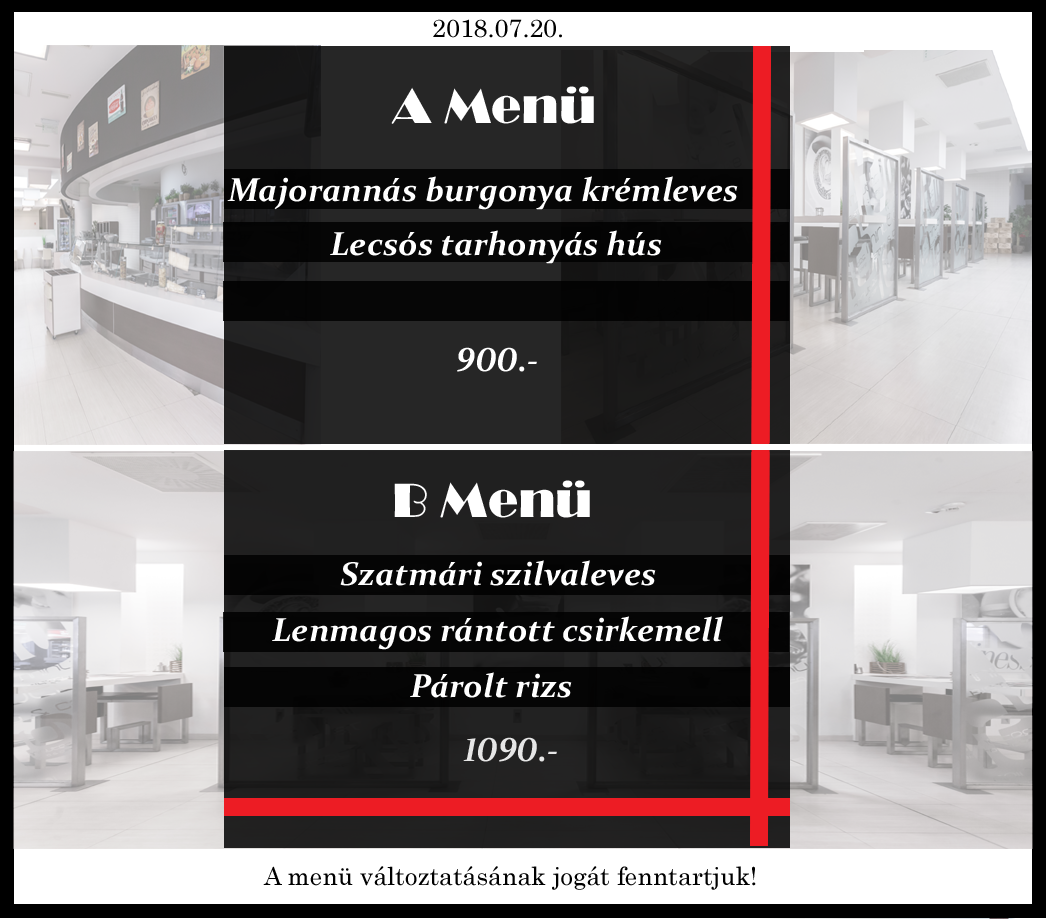 2018.07.20.
A Menü
Majorannás burgonya krémleves
Lecsós tarhonyás hús
900.-
B Menü
Szatmári szilvaleves
Lenmagos rántott csirkemell
Párolt rizs
1090.-
A menü változtatásának jogát fenntartjuk!